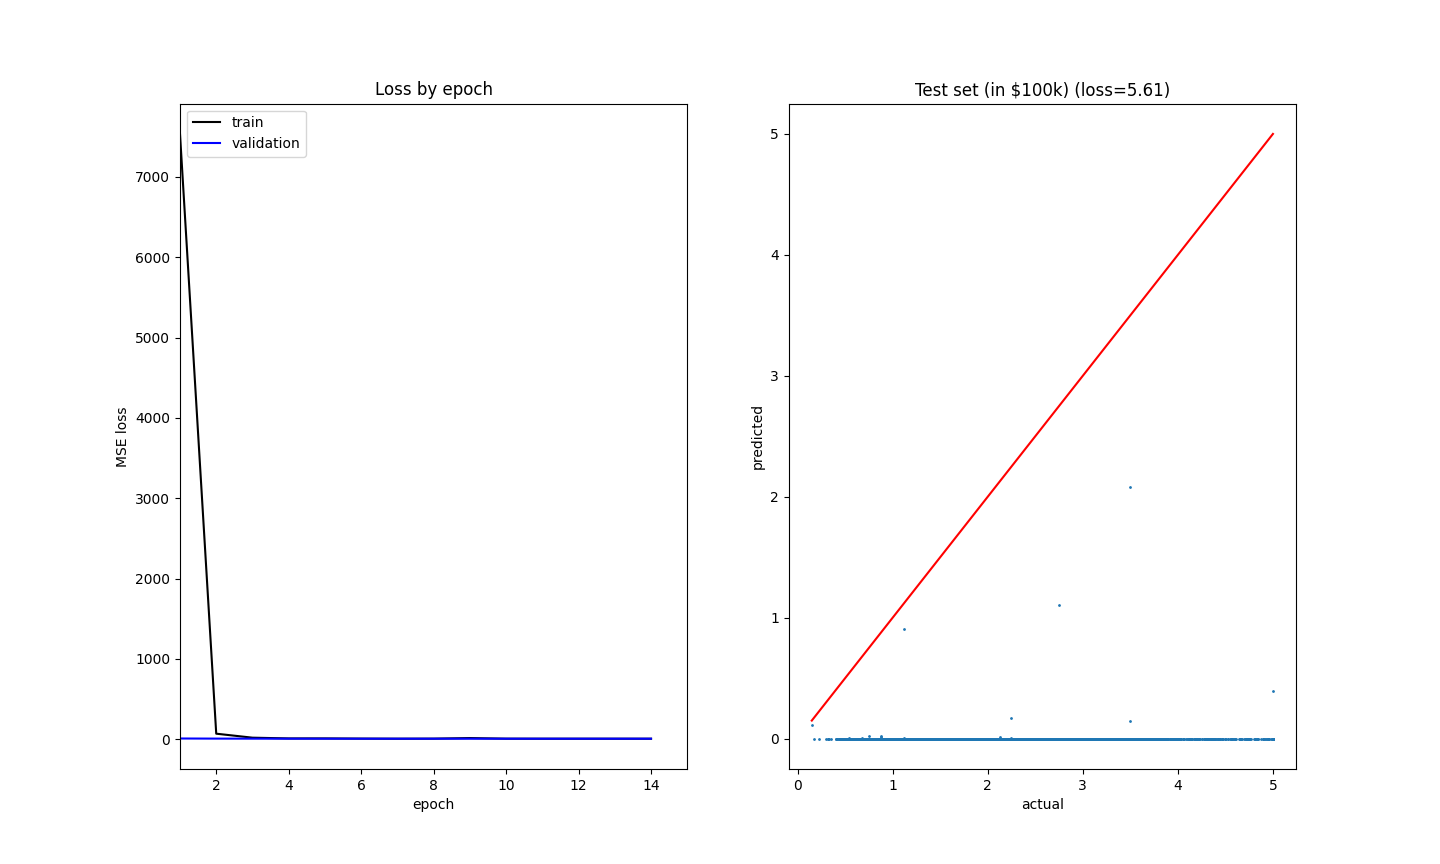 Loss by epoch
train
validation
7000
6000
5000
4000
3000
2000
1000
0
MSE loss
2 4 6 8 10 12 14
epoch
Test set (in $100k) (loss=5.61)
5
4
3
2
1
0
predicted
0 1 2 3 4 5
actual